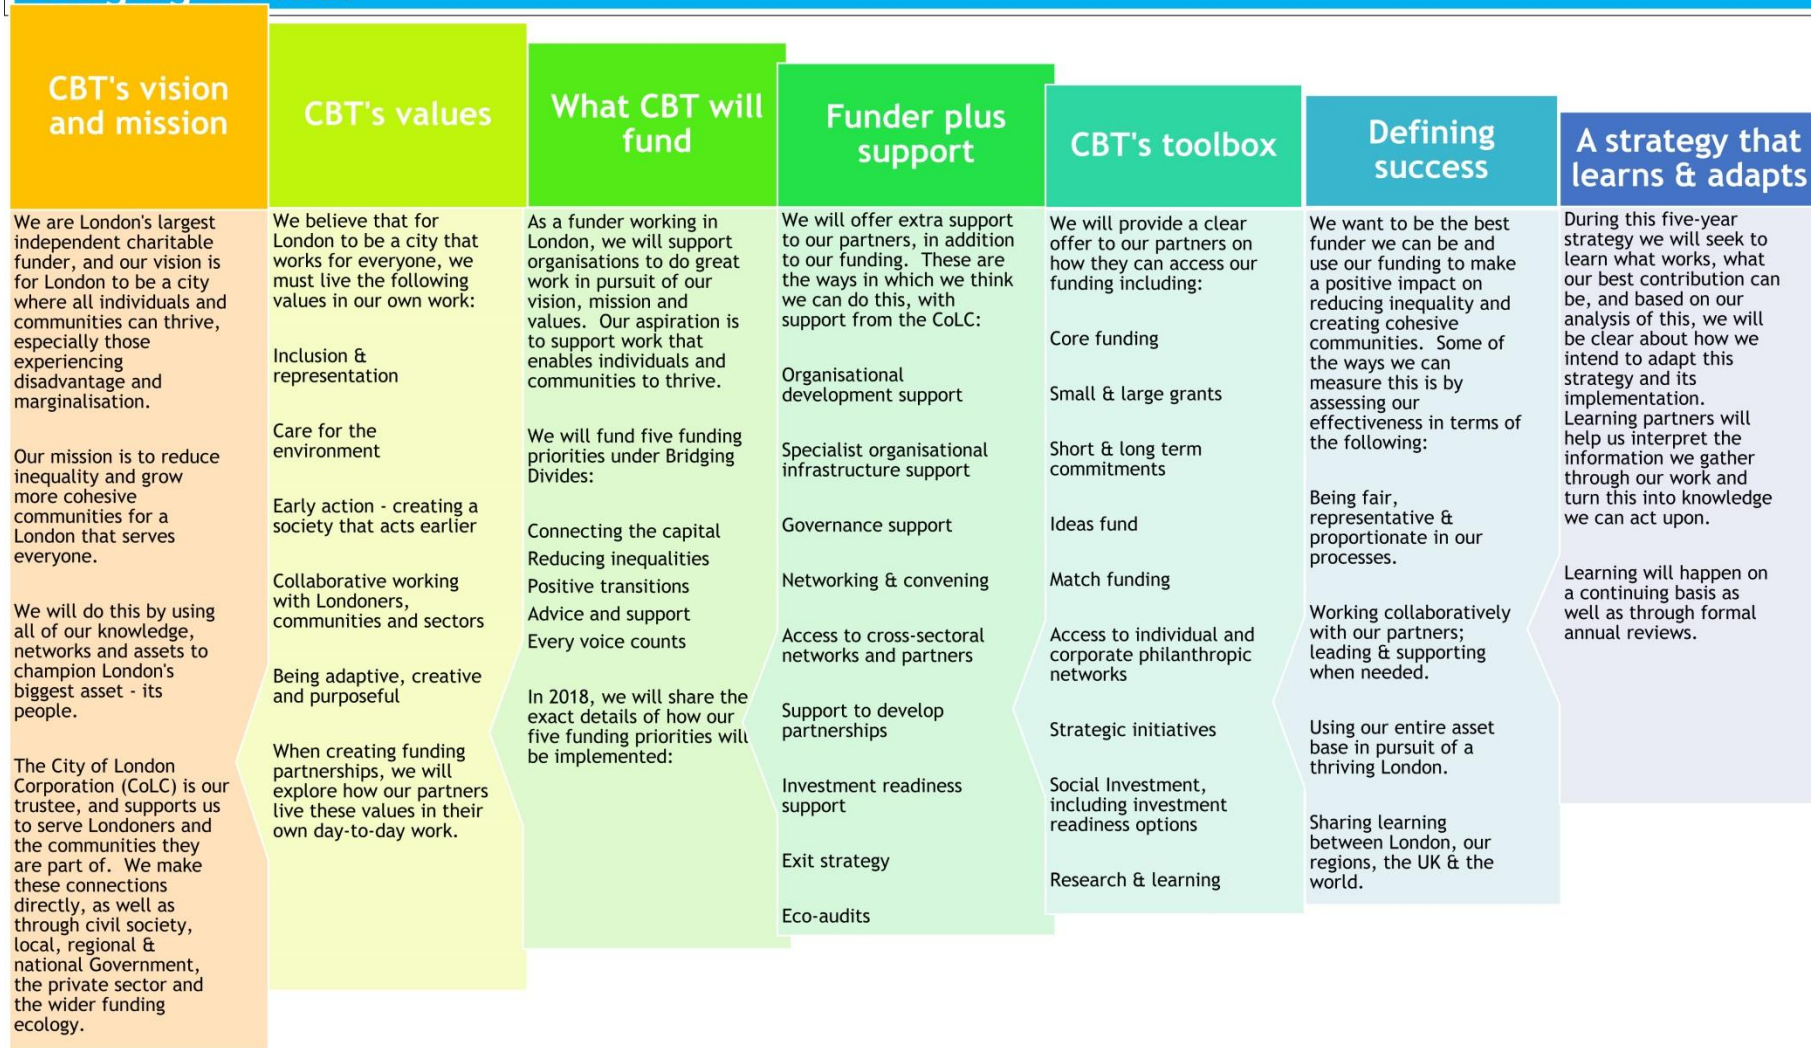 CBT's vision
and mission
We are London's largest
independent charitable
funder, and our vision is
for London to be a city
where all individuals and
communities can thrive,
especially those
experiencing
disadvantage and
marginalisation.
Our mission is to reduce
inequality and grow
more cohesive
communities for a
London that serves
everyone.
We will do this by using
all of our knowledge,
networks and assets to
champion London's
biggest asset - its
people.
The City of London
Corporation (CoLC) is our
trustee, and supports us
to serve Londoners and
the communities they
are part of. We make
these connections
directly, as well as
through civil society,
local, regional &
national Government,
the private sector and
the wider funding
ecology.
CBT's values
We believe that for
London to be a city that
works for everyone, we
must live the following
values in our own work:
Inclusion &
representation
Care for the
environment
Early action - creating a
society that acts earlier
Collaborative working
with Londoners,
communities and sectors
Being adaptive, creative
and purposeful
When creating funding
partnerships, we will
explore how our partners
live these values in their
own day-to-day work.
What CBT will
fund
As a funder working in
London, we will support
organisations to do great
work in pursuit of our
vision, mission and
values. Our aspiration is
to support work that
enables individuals and
communities to thrive.
We will fund five funding
priorities under Bridging
Divides:
Connecting the capital
Reducing inequalities
Positive transitions
Advice and support
Every voice counts
In 2018, we will share the
exact details of how our
five funding priorities will
be implemented:
Funder plus
support
We will offer extra support
to our partners, in addition
to our funding. These are
the ways in which we think
we can do this, with
support from the CoLC:
Organisational
development support
Specialist organisational
infrastructure support
Governance support
Networking & convening
Access to cross-sectoral
networks and partners
Support to develop
partnerships
Investment readiness
support
Exit strategy
Eco-audits
CBT's toolbox
We will provide a clear
offer to our partners on
how they can access our
funding including:
Core funding
Small & large grants
Short & long term
commitments
Ideas fund
Match funding
Access to individual and
corporate philanthropic
networks
Strategic initiatives
Social Investment,
including investment
readiness options
Research & learning
Defining
success
We want to be the best
funder we can be and
use our funding to make
a positive impact on
reducing inequality and
creating cohesive
communities. Some of
the ways we can
measure this is by
assessing our
effectiveness in terms of
the following:
Being fair,
representative &
proportionate in our
processes.
Working collaboratively
with our partners;
leading & supporting
when needed.
Using our entire asset
base in pursuit of a
thriving London.
Sharing learning
between London, our
regions, the UK & the
world.
A strategy that
learns & adapts
During this five-year
strategy we will seek to
learn what works, what
our best contribution can
be, and based on our
analysis of this, we will
be clear about how we
intend to adapt this
strategy and its
implementation.
Learning partners will
help us interpret the
information we gather
through our work and
turn this into knowledge
we can act upon.
Learning will happen on
a continuing basis as
well as through formal
annual reviews.